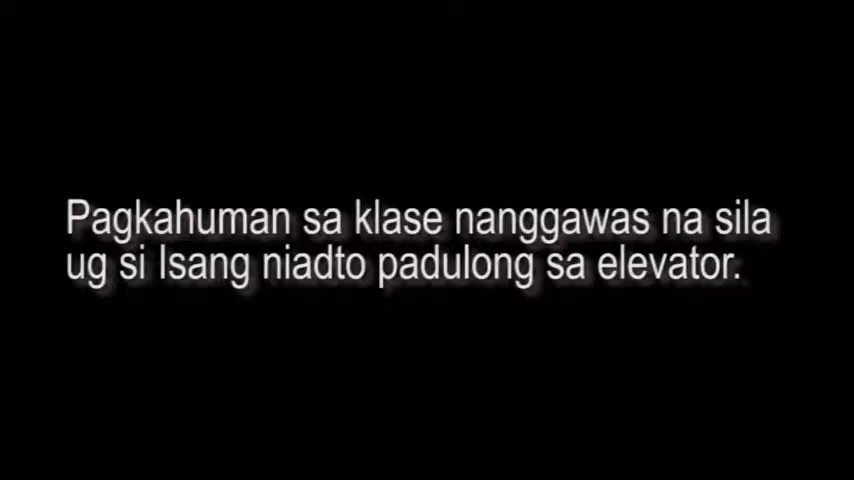 Pagkahuman sa klase nanggawas na sila
ug si Isang niadto padulong sa elevator.